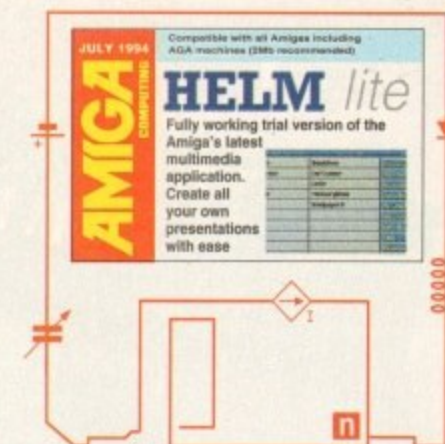 JULY 1994
AMIGA
COMPUTING
Compatible with all Amigas including
AGA machines (2Mb recommended)
HELM lite
Fully working trial version of the
Amiga's latest
multimedia
application.
Create all
your own
presentations
with ease
I
n